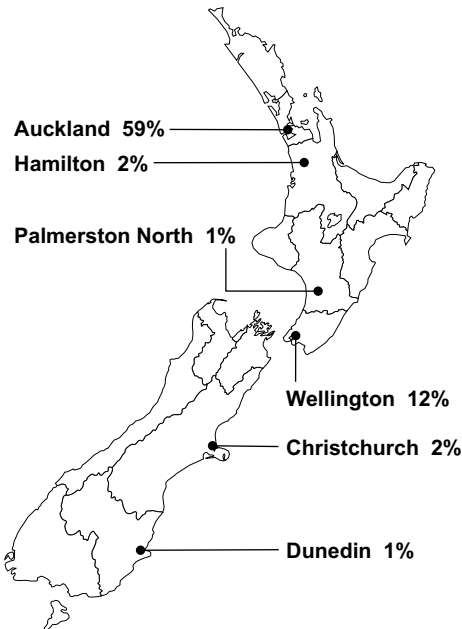 Auckland 59%
Hamilton 2%
Palmerston North 1%
Wellington 12%
Christchurch 2%
Dunedin 1%